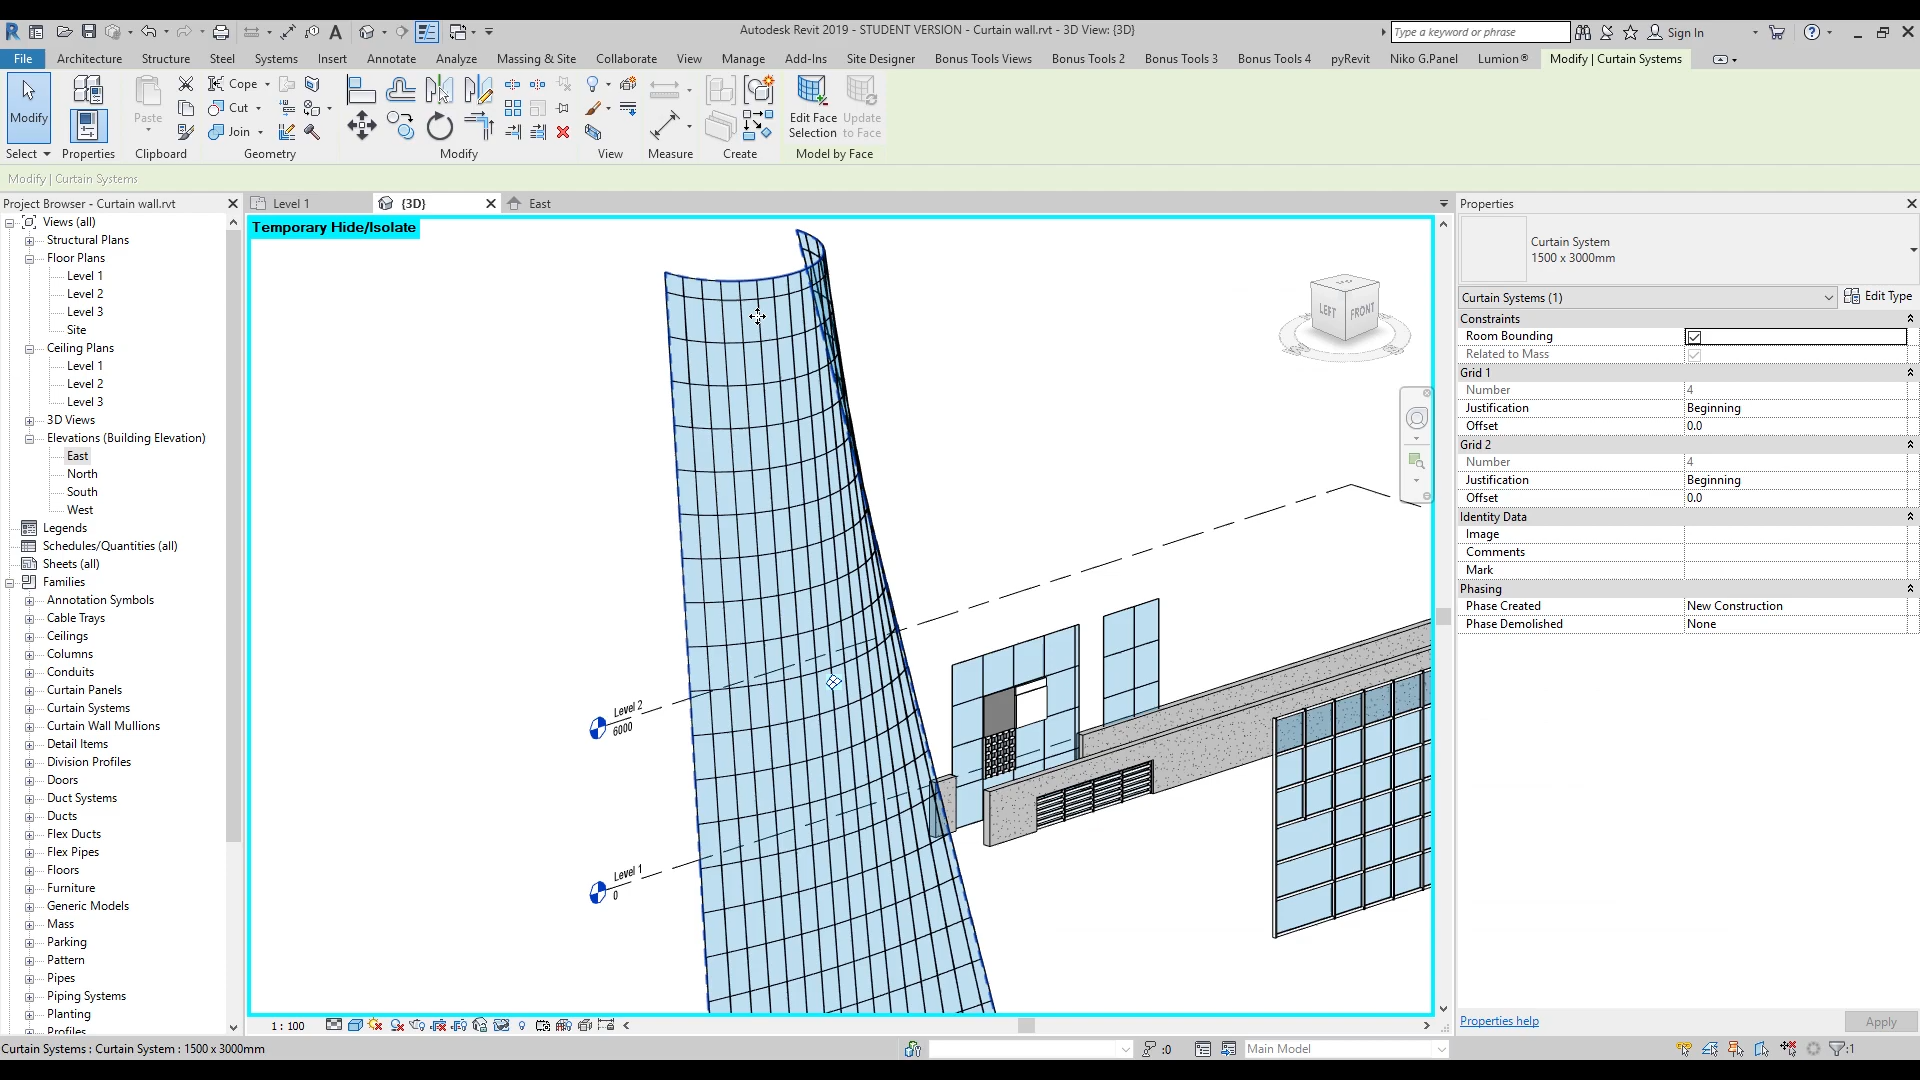 Autodesk Revit 2019 - STUDENT VERSION - Curtain wall.rvt - 3D View: {3D}
Type a keyword or phrase
Sign In
File Architecture Structure Steel Systems Insert Annotate Analyze Massing & Site Collaborate View Manage Add-Ins Site Designer Bonus Tools Views Bonus Tools 2 Bonus Tools 3 Bonus Tools 4 pyRevit Niko G.Panel Lumion® Modify | Curtain Systems
Modify
Paste
Cope
Cut
Join
Edit Face Selection
Update to Face
Select Properties Clipboard Geometry Modify View Measure Create Model by Face
Modify | Curtain Systems
Project Browser - Curtain wall.rvt
Views (all)
Structural Plans
Floor Plans
Level 1
Level 2
Level 3
Site
Ceiling Plans
Level 1
Level 2
Level 3
3D Views
Elevations (Building Elevation)
East
North
South
West
Legends
Schedules/Quantities (all)
Sheets (all)
Families
Annotation Symbols
Cable Trays
Ceilings
Columns
Conduits
Curtain Panels
Curtain Systems
Curtain Wall Mullions
Detail Items
Division Profiles
Doors
Duct Systems
Ducts
Flex Ducts
Flex Pipes
Floors
Furniture
Generic Models
Mass
Parking
Pattern
Pipes
Piping Systems
Planting
Profiles
Level 1
{3D}
East
Temporary Hide/Isolate
LEFT FRONT
Level 2
6000
Level 1
0
Properties
Curtain System
1500 x 3000mm
Curtain Systems (1)
Edit Type
Constraints
Room Bounding
Related to Mass
Grid 1
Number 4
Justification Beginning
Offset 0.0
Grid 2
Number 4
Justification Beginning
Offset 0.0
Identity Data
Image
Comments
Mark
Phasing
Phase Created New Construction
Phase Demolished None
Properties help
Apply
1 : 100
Curtain Systems : Curtain System : 1500 x 3000mm
:0
Main Model
:1